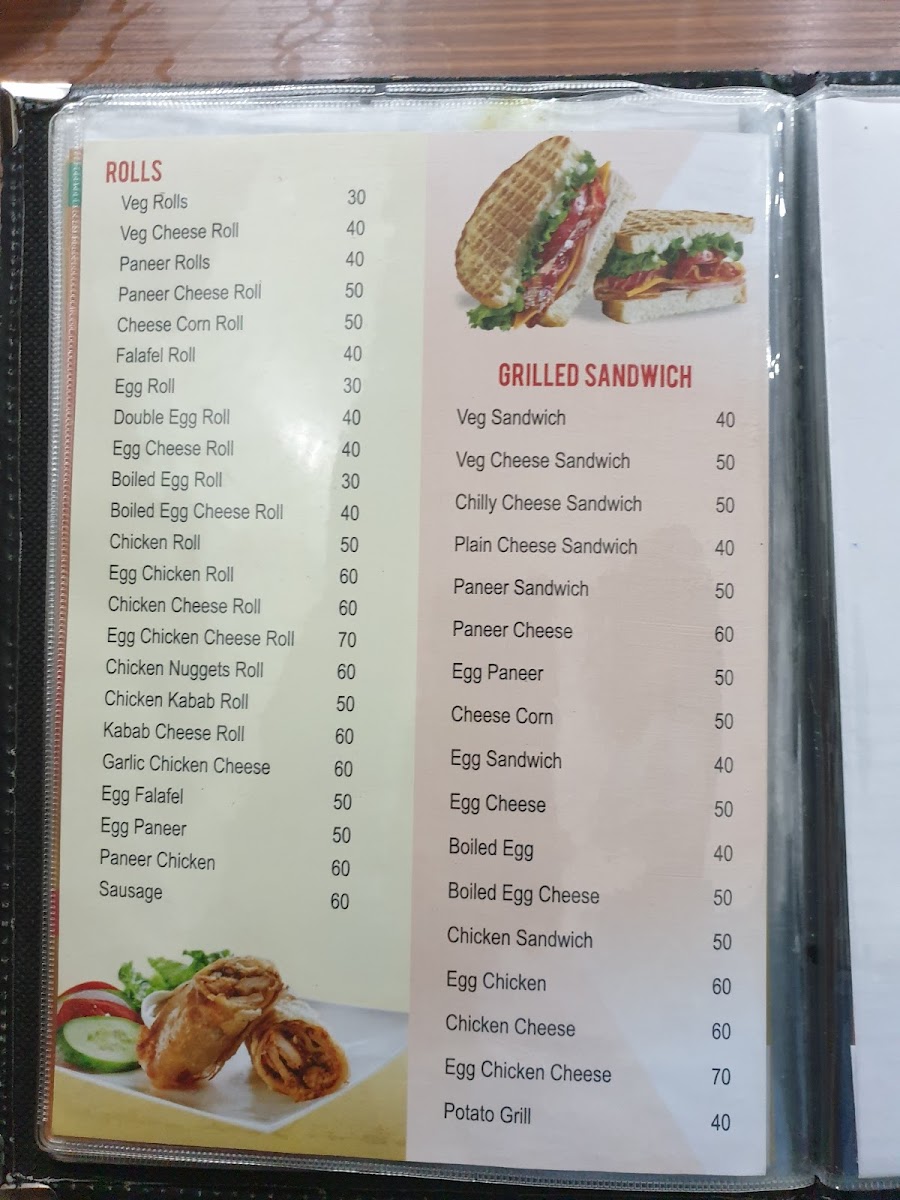 ROLLS
Veg Rolls 30
Veg Cheese Roll 40
Paneer Rolls 40
Paneer Cheese Roll 50
Cheese Corn Roll 50
Falafel Roll 40
Egg Roll 30
Double Egg Roll 40
Egg Cheese Roll 40
Boiled Egg Roll 30
Boiled Egg Cheese Roll 40
Chicken Roll 50
Egg Chicken Roll 60
Chicken Cheese Roll 60
Egg Chicken Cheese Roll 70
Chicken Nuggets Roll 60
Chicken Kabab Roll 50
Kabab Cheese Roll 60
Garlic Chicken Cheese 60
Egg Falafel 50
Egg Paneer 50
Paneer Chicken 60
Sausage 60
GRILLED SANDWICH
Veg Sandwich 40
Veg Cheese Sandwich 50
Chilly Cheese Sandwich 50
Plain Cheese Sandwich 40
Paneer Sandwich 50
Paneer Cheese 60
Egg Paneer 50
Cheese Corn 50
Egg Sandwich 40
Egg Cheese 50
Boiled Egg 40
Boiled Egg Cheese 50
Chicken Sandwich 50
Egg Chicken 60
Chicken Cheese 60
Egg Chicken Cheese 70
Potato Grill 40